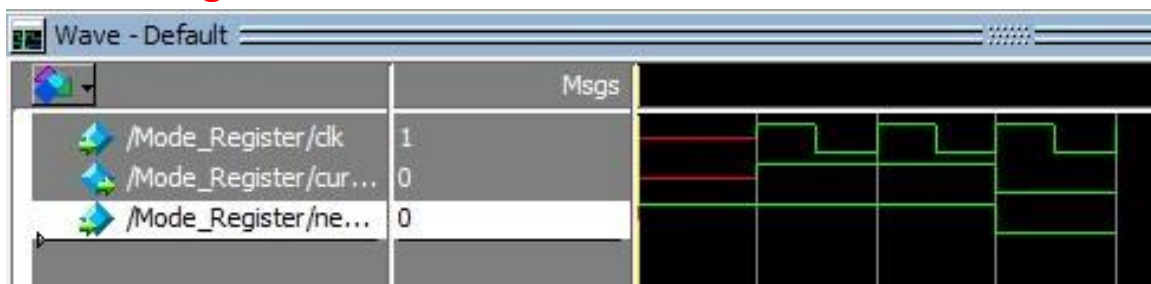 Wave - Default
Msgs
/Mode_Register/clk 1
/Mode_Register/cur... 0
/Mode_Register/ne... 0